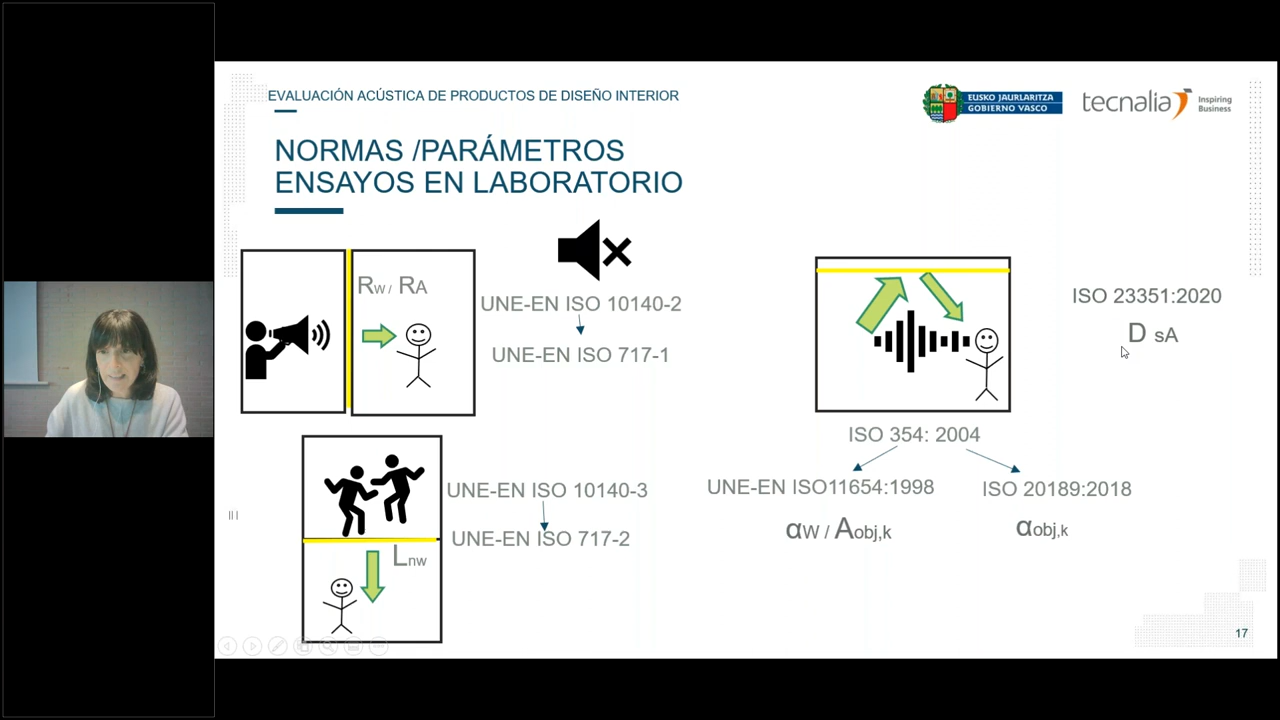 EVALUACIÓN ACÚSTICA DE PRODUCTOS DE DISEÑO INTERIOR
EUSKO JAURLARITZA
GOBIERNO VASCO
tecnalia
Inspiring
Business
NORMAS /PARÁMETROS
ENSAYOS EN LABORATORIO
RW / RA
UNE-EN ISO 10140-2
UNE-EN ISO 717-1
ISO 23351:2020
D sA
ISO 354: 2004
UNE-EN ISO11654:1998
ISO 20189:2018
αW / Aobj,k
αobj,k
UNE-EN ISO 10140-3
UNE-EN ISO 717-2
Lnw
17